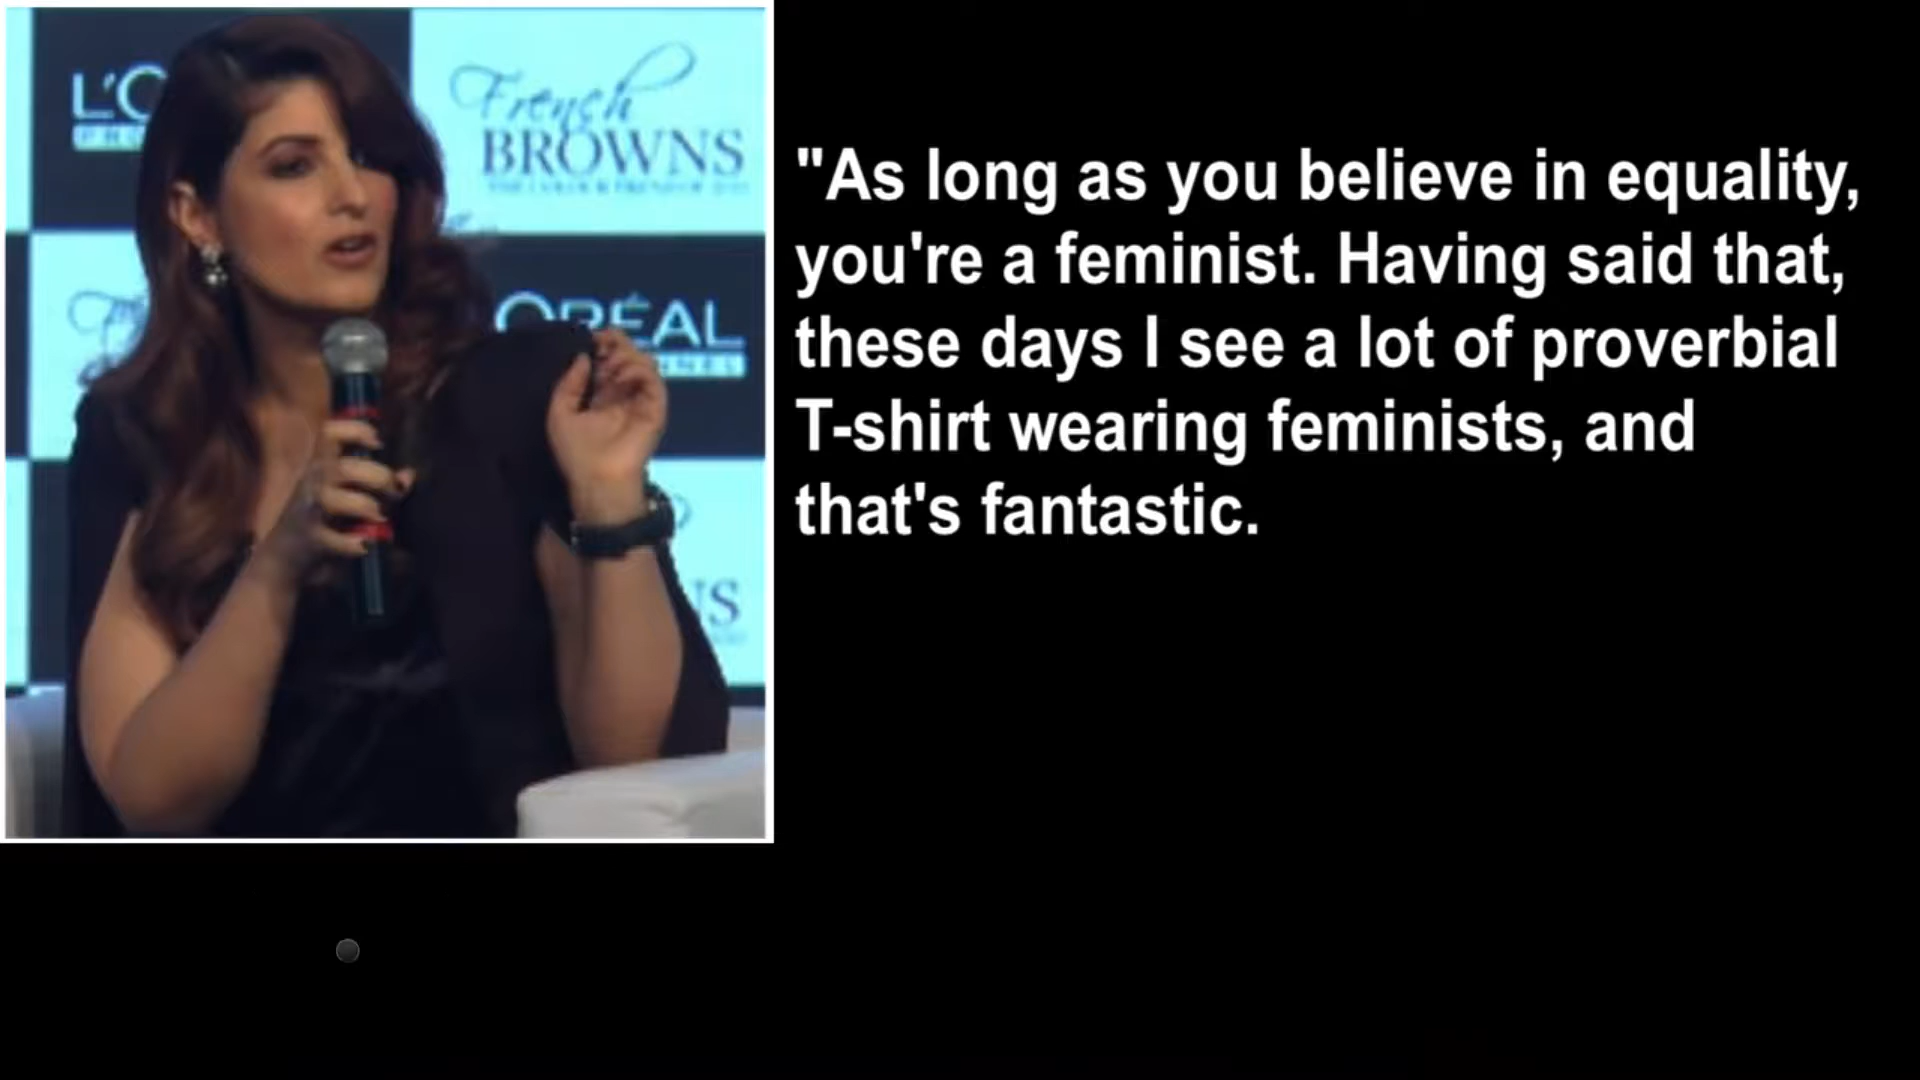 L'O
French
BROWNS
ORÉAL
NS
"As long as you believe in equality,
you're a feminist. Having said that,
these days I see a lot of proverbial
T-shirt wearing feminists, and
that's fantastic.